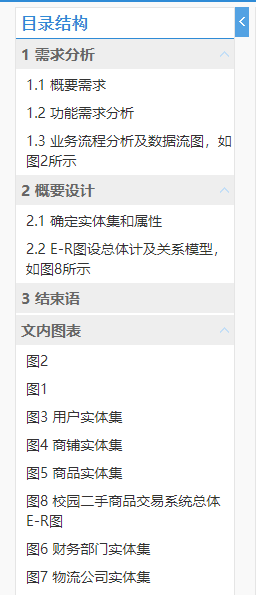 目录结构
1 需求分析
1.1 概要需求
1.2 功能需求分析
1.3 业务流程分析及数据流图，如
图2所示
2 概要设计
2.1 确定实体集和属性
2.2 E-R图设总体计及关系模型，
如图8所示
3 结束语
文内图表
图2
图1
图3 用户实体集
图4 商铺实体集
图5 商品实体集
图8 校园二手商品交易系统总体
E-R图
图6 财务部门实体集
图7 物流公司实体集